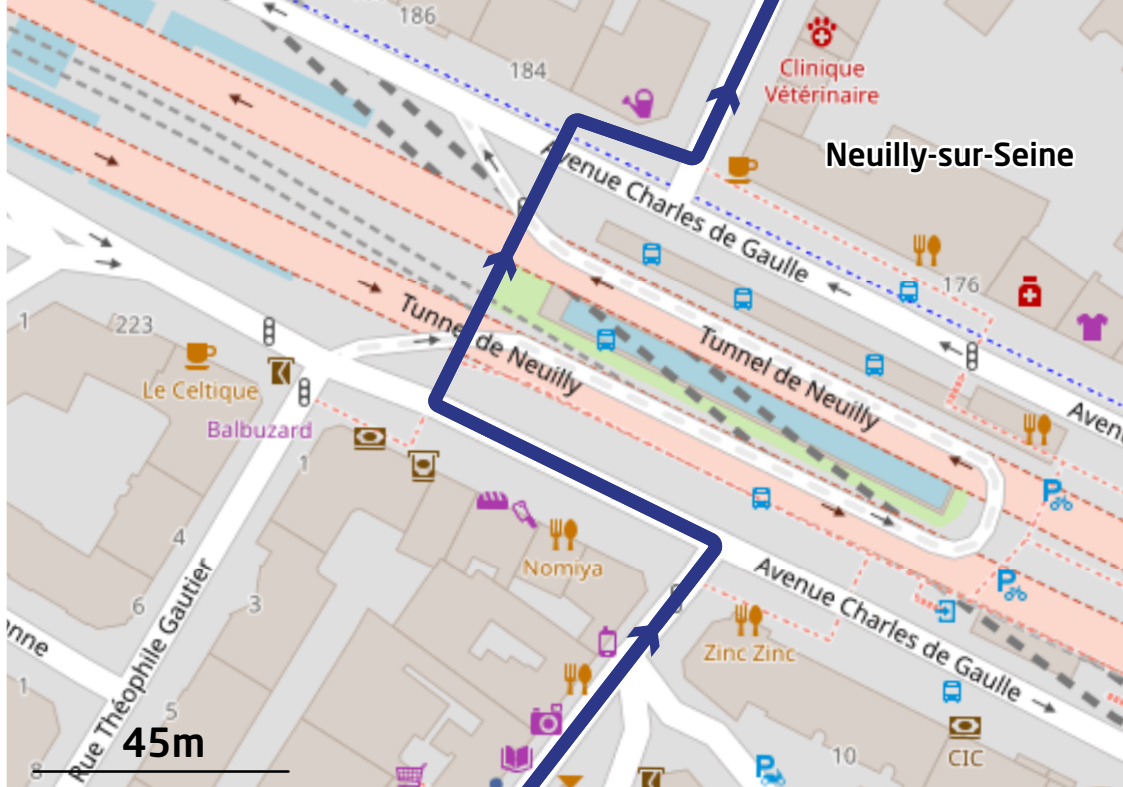 186
184
Clinique
Vétérinaire
Neuilly-sur-Seine
Avenue Charles de Gaulle
176
Tunnel de Neuilly
Tunnel de Neuilly
Aven
1
223
Le Celtique
Balbuzard
1
Nomiya
4
6
3
enne
1
5
8
Rue Théophile Gautier
Avenue Charles de Gaulle
Zinc Zinc
CIC
10
45m